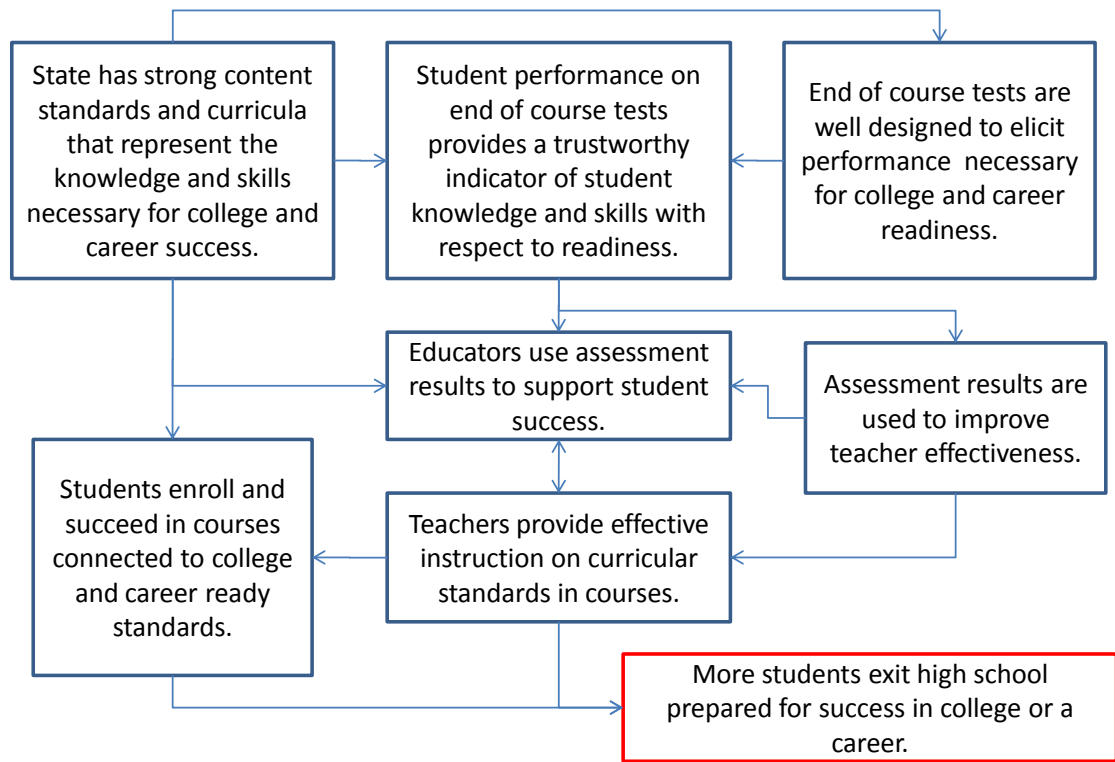 State has strong content
standards and curricula
that represent the
knowledge and skills
necessary for college and
career success.
Student performance on
end of course tests
provides a trustworthy
indicator of student
knowledge and skills with
respect to readiness.
End of course tests are
well designed to elicit
performance necessary
for college and career
readiness.
Educators use assessment
results to support student
success.
Assessment results are
used to improve
teacher effectiveness.
Students enroll and
succeed in courses
connected to college
and career ready
standards.
Teachers provide effective
instruction on curricular
standards in courses.
More students exit high school
prepared for success in college or a
career.